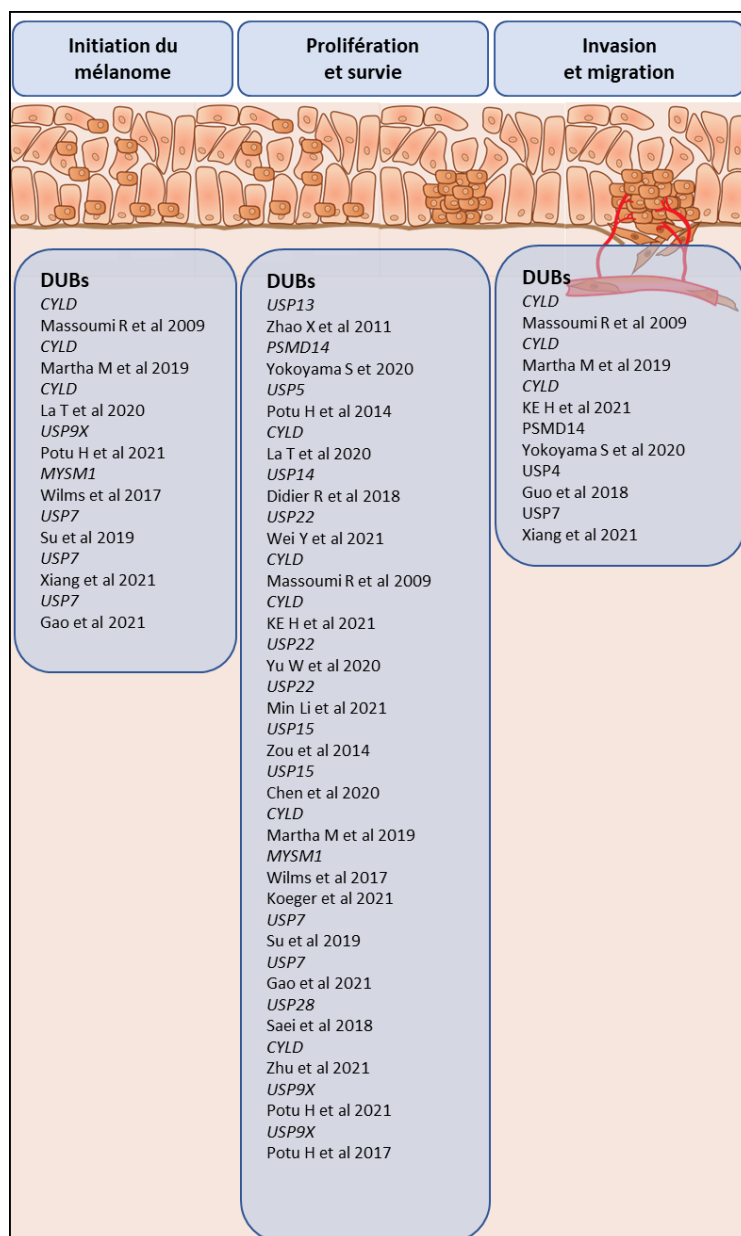 Initiation du
mélanome
Prolifération
et survie
Invasion
et migration
DUBs
CYLD
Massoumi R et al 2009
CYLD
Martha M et al 2019
CYLD
La T et al 2020
USP9X
Potu H et al 2021
MYSM1
Wilms et al 2017
USP7
Su et al 2019
USP7
Xiang et al 2021
USP7
Gao et al 2021
DUBs
USP13
Zhao X et al 2011
PSMD14
Yokoyama S et 2020
USP5
Potu H et al 2014
CYLD
La T et al 2020
USP14
Didier R et al 2018
USP22
Wei Y et al 2021
CYLD
Massoumi R et al 2009
CYLD
KE H et al 2021
USP22
Yu W et al 2020
USP22
Min Li et al 2021
USP15
Zou et al 2014
USP15
Chen et al 2020
CYLD
Martha M et al 2019
MYSM1
Wilms et al 2017
Koeger et al 2021
USP7
Su et al 2019
USP7
Gao et al 2021
USP28
Saei et al 2018
CYLD
Zhu et al 2021
USP9X
Potu H et al 2021
USP9X
Potu H et al 2017
DUBs
CYLD
Massoumi R et al 2009
CYLD
Martha M et al 2019
CYLD
KE H et al 2021
PSMD14
Yokoyama S et al 2020
USP4
Guo et al 2018
USP7
Xiang et al 2021